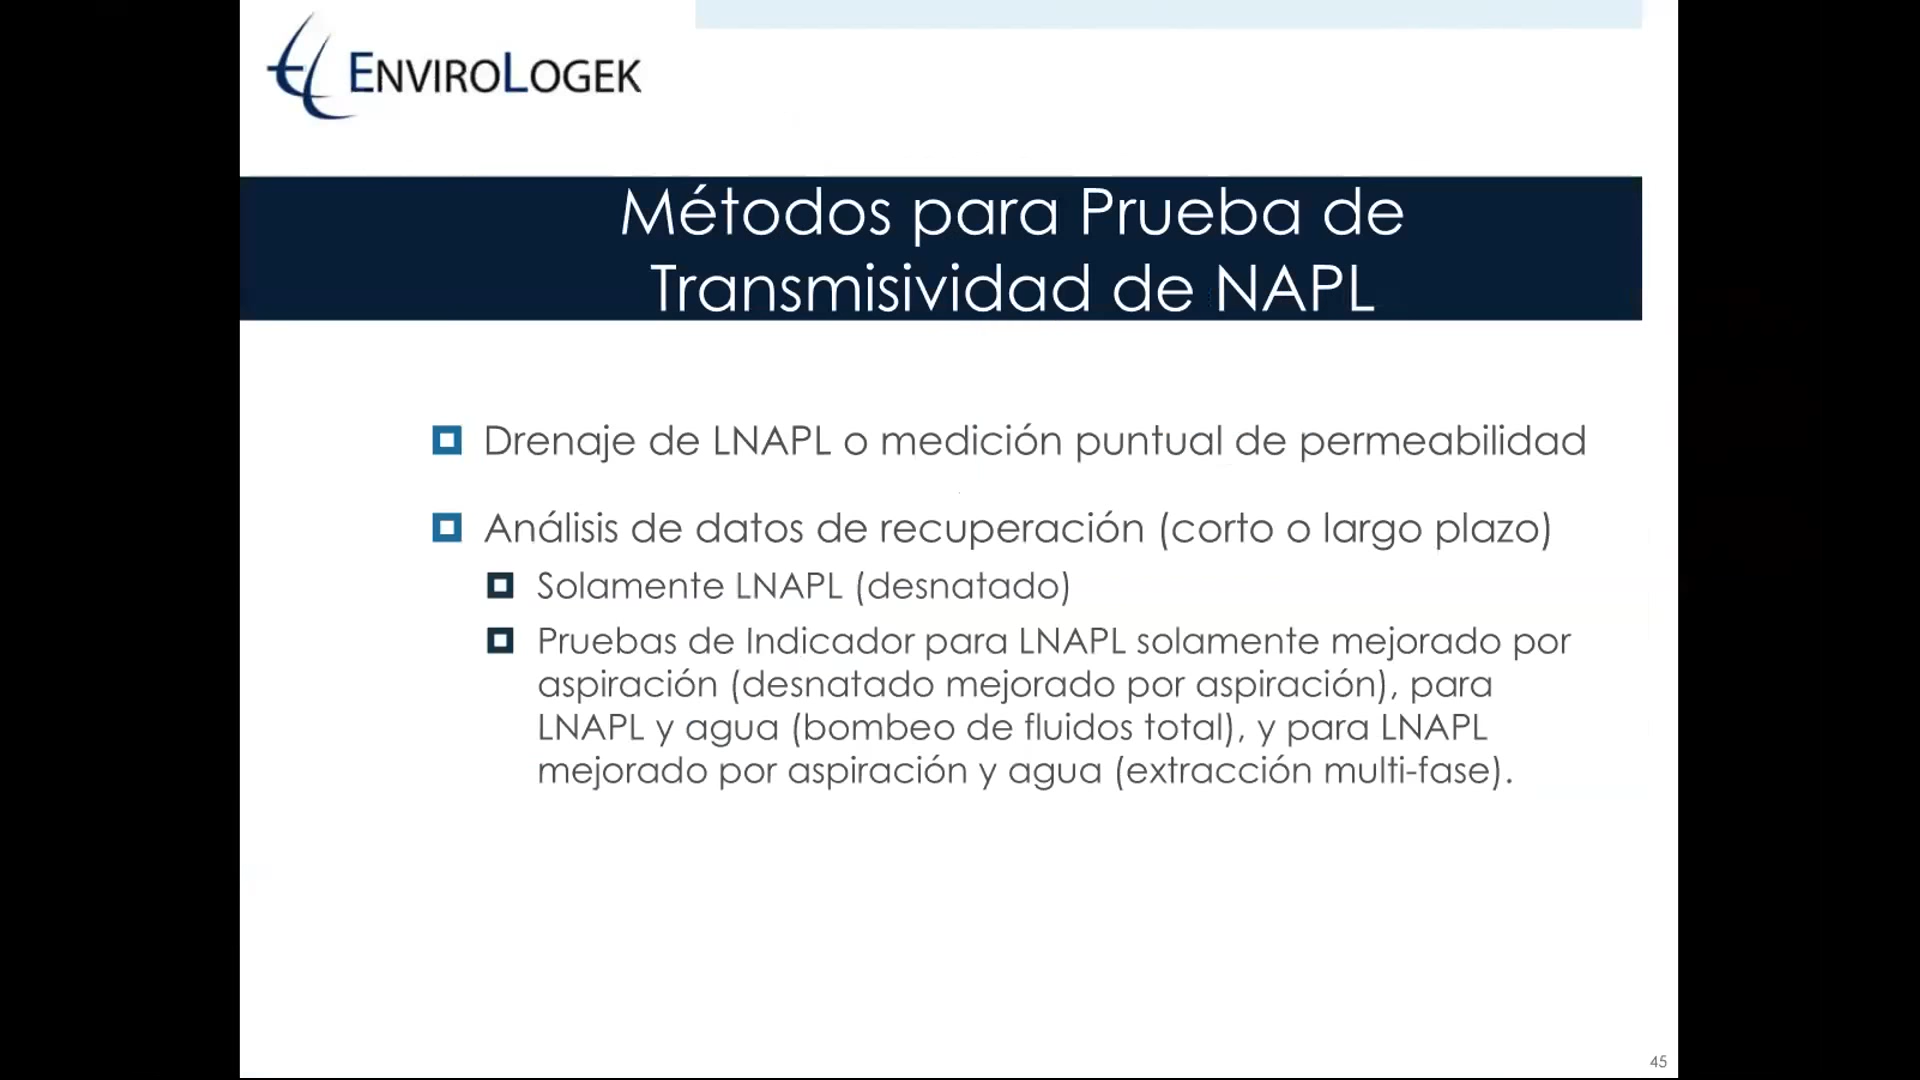 ENVIROLOGEK
Métodos para Prueba de
Transmisividad de NAPL
Drenaje de LNAPL o medición puntual de permeabilidad
Análisis de datos de recuperación (corto o largo plazo)
Solamente LNAPL (desnatado)
Pruebas de Indicador para LNAPL solamente mejorado por
aspiración (desnatado mejorado por aspiración), para
LNAPL y agua (bombeo de fluidos total), y para LNAPL
mejorado por aspiración y agua (extracción multi-fase).
45